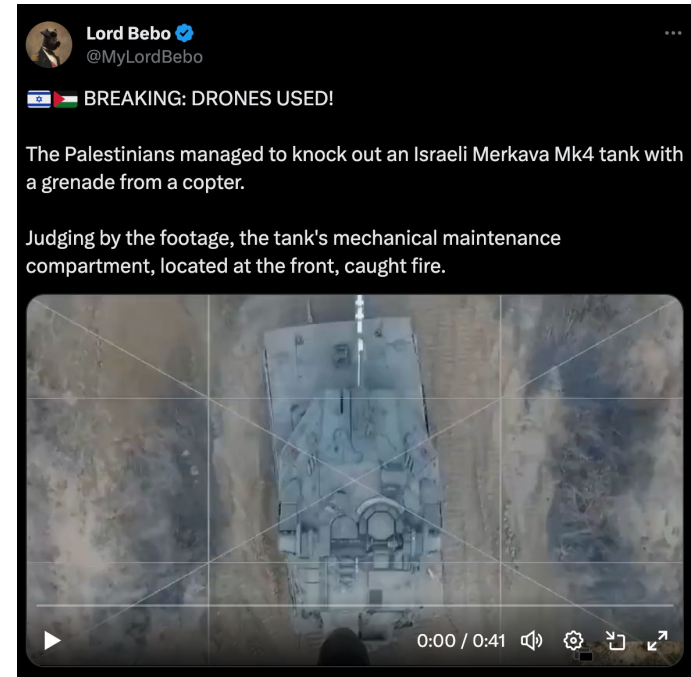 Lord Bebo
@MyLordBebo
BREAKING: DRONES USED!
The Palestinians managed to knock out an Israeli Merkava Mk4 tank with
a grenade from a copter.
Judging by the footage, the tank's mechanical maintenance
compartment, located at the front, caught fire.
0:00 / 0:41